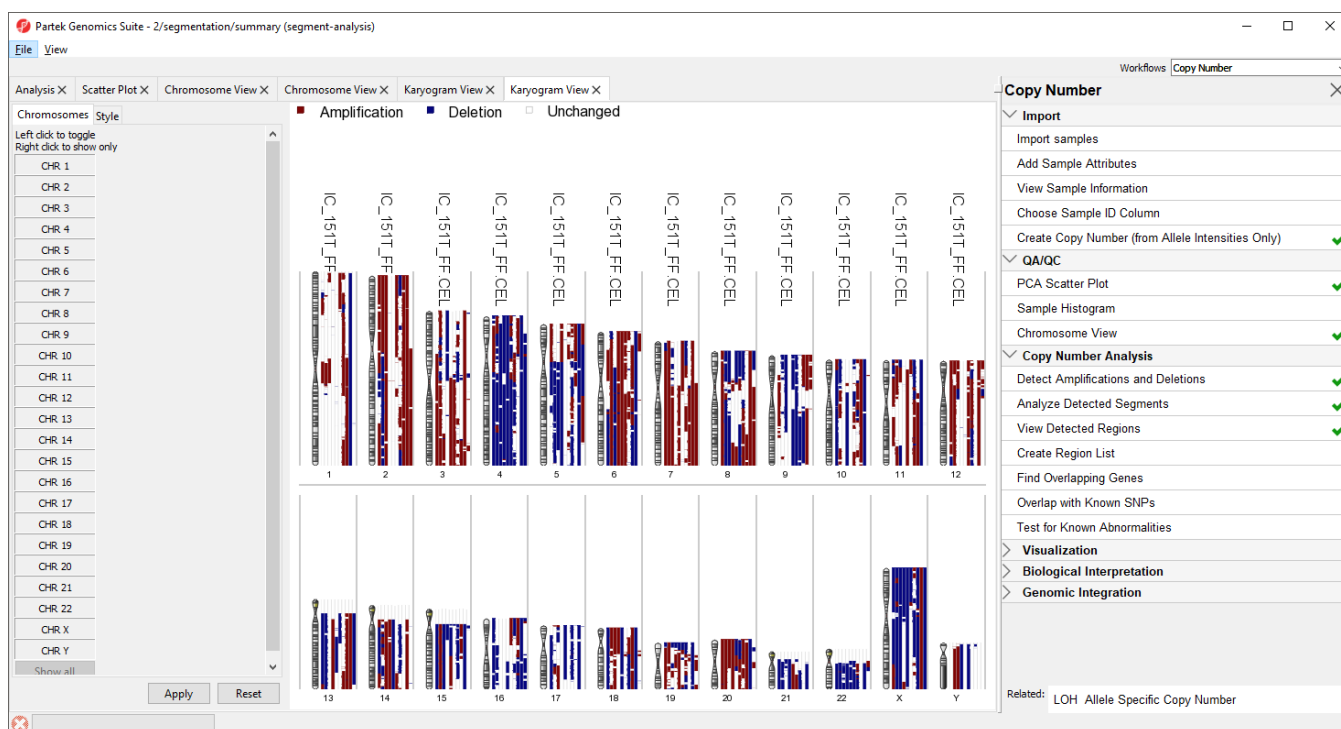 Partek Genomics Suite - 2/segmentation/summary (segment-analysis)
File View
Workflows Copy Number
Analysis Scatter Plot Chromosome View Chromosome View Karyogram View Karyogram View
Chromosomes Style
Left click to toggle
Right click to show only
CHR 1
CHR 2
CHR 3
CHR 4
CHR 5
CHR 6
CHR 7
CHR 8
CHR 9
CHR 10
CHR 11
CHR 12
CHR 13
CHR 14
CHR 15
CHR 16
CHR 17
CHR 18
CHR 19
CHR 20
CHR 21
CHR 22
CHR X
CHR Y
Show all
Apply Reset
Amplification Deletion Unchanged
IC_151T_FF.CEL
IC_151T_FF.CEL
IC_151T_FF.CEL
IC_151T_FF.CEL
IC_151T_FF.CEL
IC_151T_FF.CEL
IC_151T_FF.CEL
IC_151T_FF.CEL
IC_151T_FF.CEL
IC_151T_FF.CEL
IC_151T_FF.CEL
IC_151T_FF.CEL
1 2 3 4 5 6 7 8 9 10 11 12
13 14 15 16 17 18 19 20 21 22 X Y
Copy Number
Import
Import samples
Add Sample Attributes
View Sample Information
Choose Sample ID Column
Create Copy Number (from Allele Intensities Only)
QA/QC
PCA Scatter Plot
Sample Histogram
Chromosome View
Copy Number Analysis
Detect Amplifications and Deletions
Analyze Detected Segments
View Detected Regions
Create Region List
Find Overlapping Genes
Overlap with Known SNPs
Test for Known Abnormalities
Visualization
Biological Interpretation
Genomic Integration
Related: LOH Allele Specific Copy Number